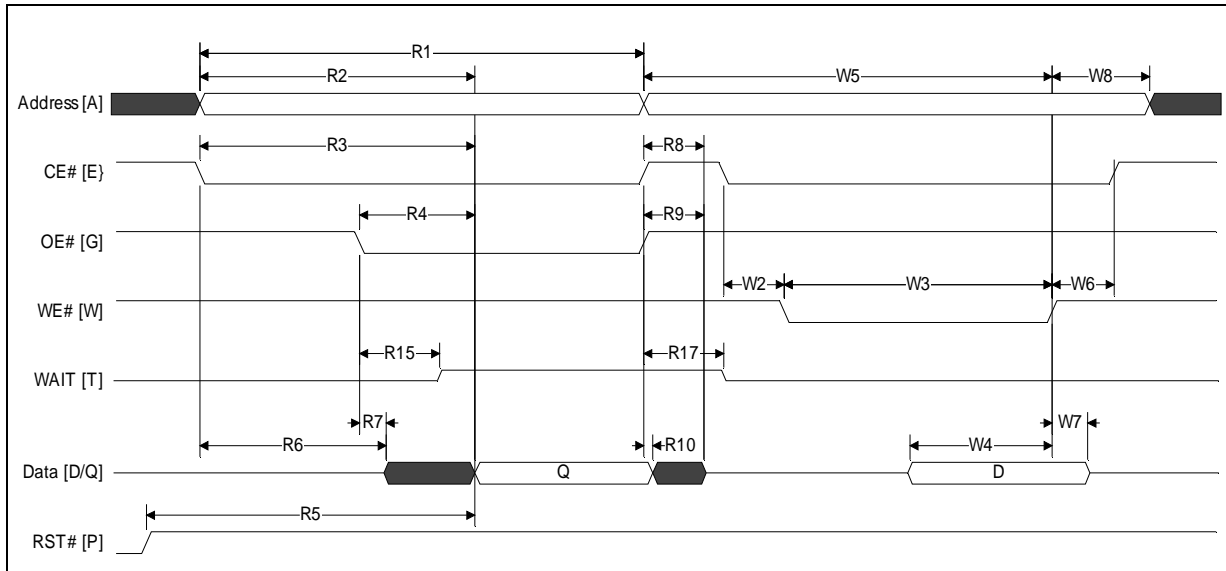 R1
R2
W5
W8
Address [A]
R3
R8
CE# [E}
R4
R9
OE# [G]
W2
W3
W6
WE# [W]
R15
R17
WAIT [T]
R7
W7
R6
R10
W4
Data [D/Q]
Q
D
R5
RST# [P]